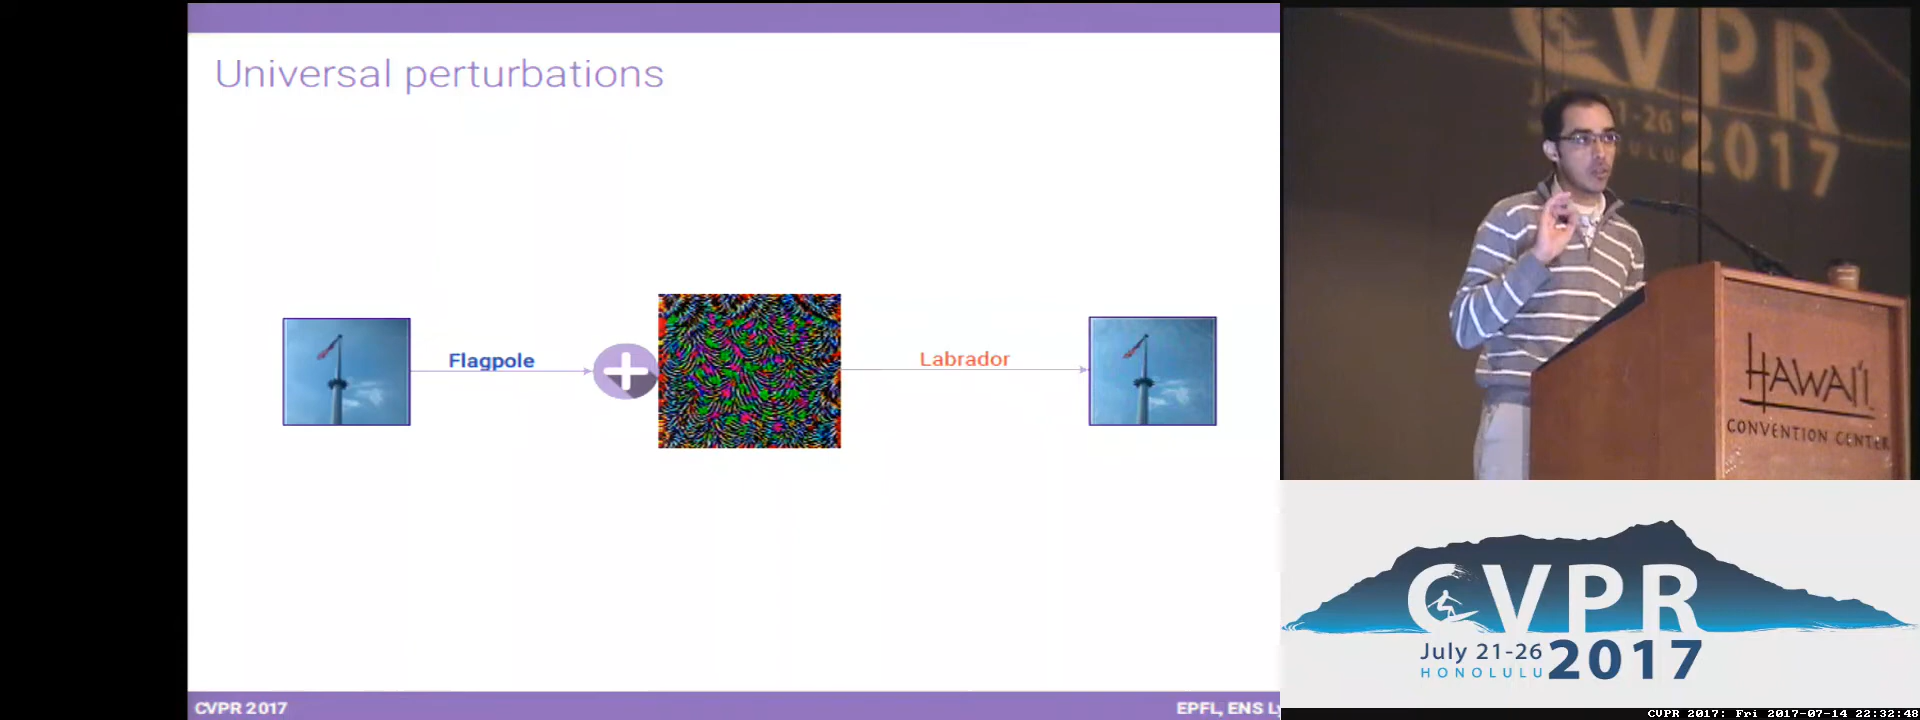 Universal perturbations
Flagpole
Labrador
CVPR 2017
EPFL, ENS
CVPR
2017
HAWAI'I
CONVENTION CENTER
CVPR
July 21-26
HONOLULU
2017
CVPR 2017: Fri 2017-07-14 22:32:48